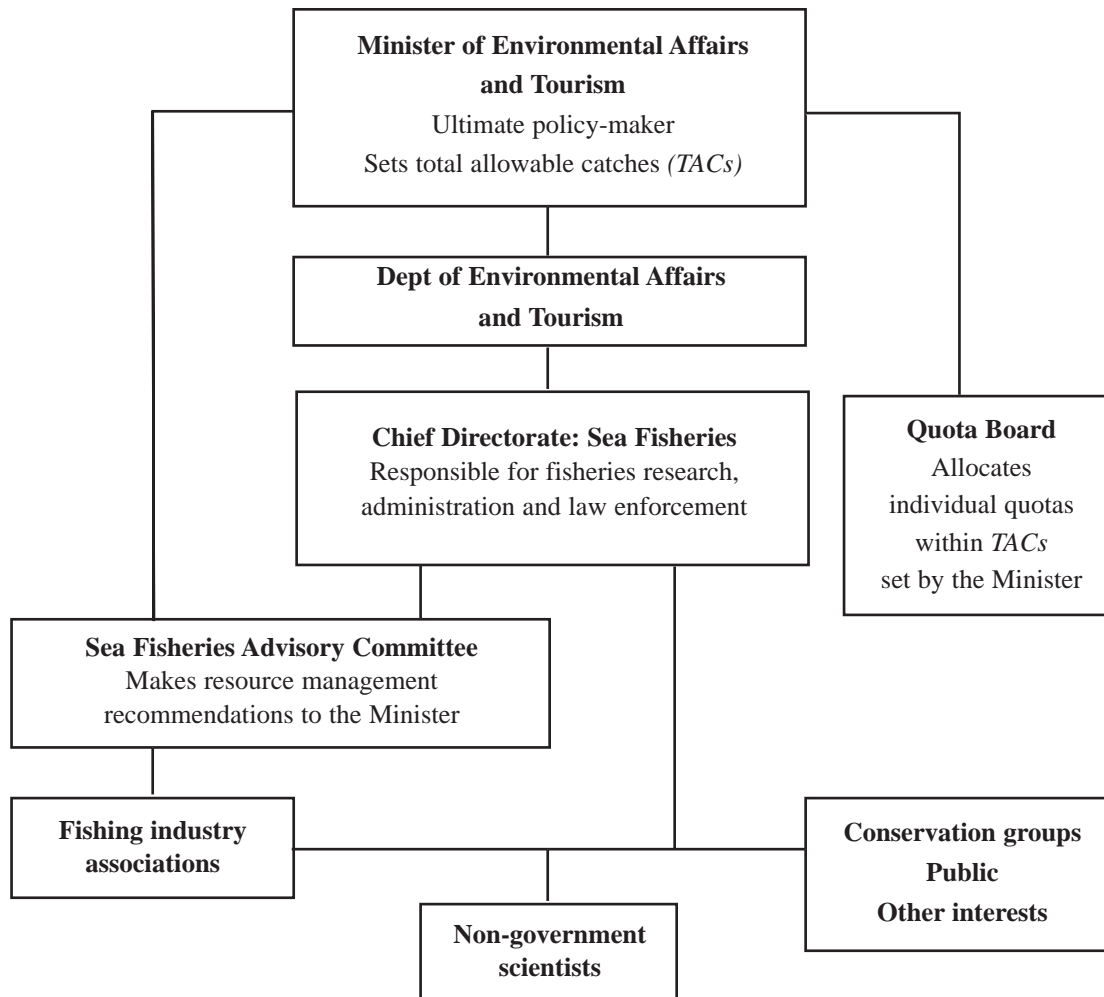 Minister of Environmental Affairs
and Tourism
Ultimate policy-maker
Sets total allowable catches (TACs)
Dept of Environmental Affairs
and Tourism
Chief Directorate: Sea Fisheries
Responsible for fisheries research,
administration and law enforcement
Quota Board
Allocates
individual quotas
within TACs
set by the Minister
Sea Fisheries Advisory Committee
Makes resource management
recommendations to the Minister
Fishing industry
associations
Conservation groups
Public
Other interests
Non-government
scientists